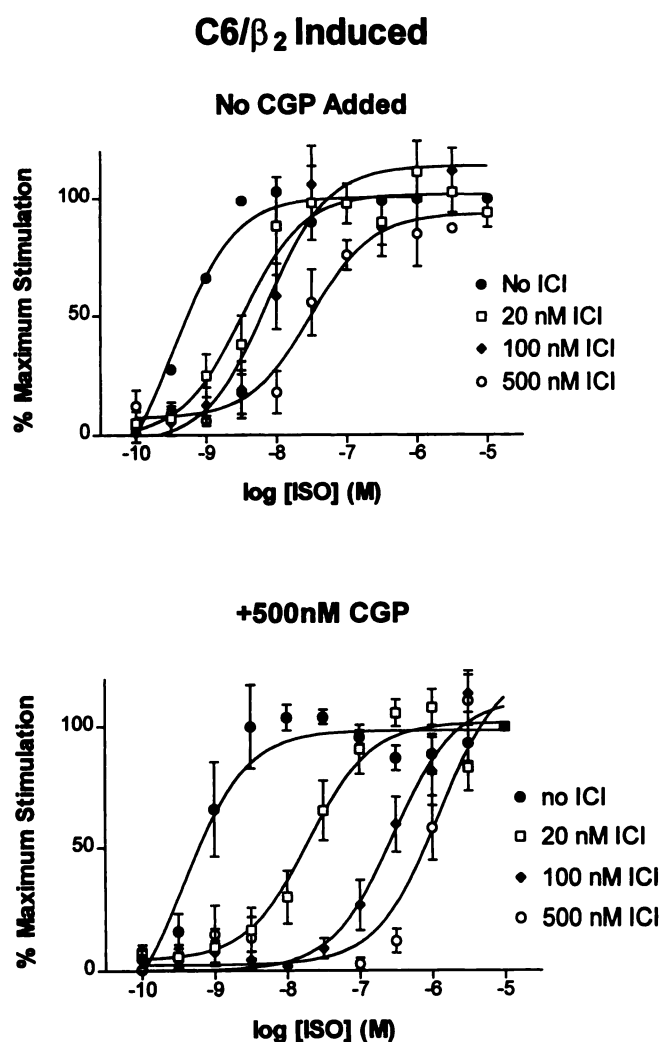 C6/β2 Induced
No CGP Added
% Maximum Stimulation
100
50
0
-10 -9 -8 -7 -6 -5
log [ISO] (M)
No ICI
20 nM ICI
100 nM ICI
500 nM ICI
+500nM CGP
% Maximum Stimulation
100
50
0
-10 -9 -8 -7 -6 -5
log [ISO] (M)
no ICI
20 nM ICI
100 nM ICI
500 nM ICI